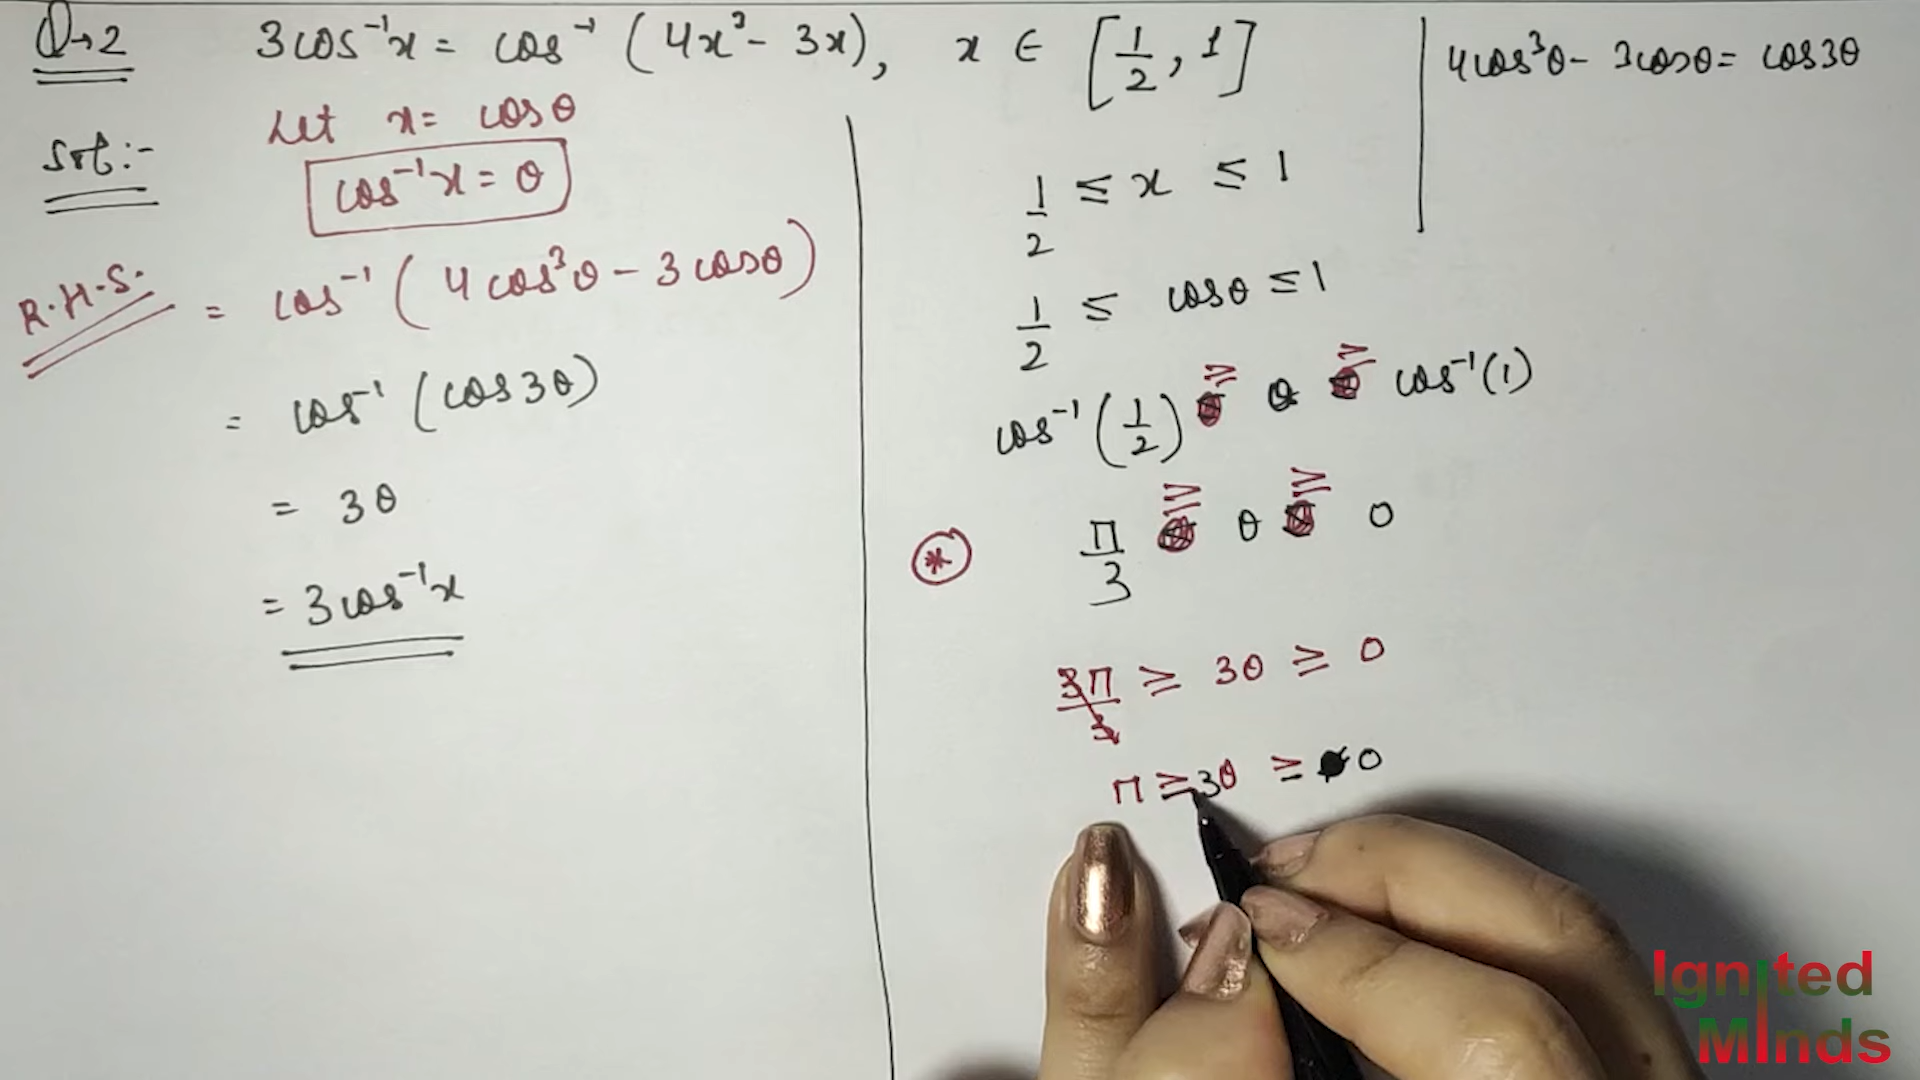 Q→2 3cos⁻¹x = cos⁻¹ (4x³ - 3x), x ∈ [1/2, 1]
4cos³θ - 3cosθ = cos3θ
Sol:-
Let x = cosθ
cos⁻¹x = θ
R.H.S. = cos⁻¹ (4cos³θ - 3cosθ)
= cos⁻¹ (cos3θ)
= 3θ
= 3cos⁻¹x
1/2 ≤ x ≤ 1
1/2 ≤ cosθ ≤ 1
cos⁻¹(1/2) ≥ θ ≥ cos⁻¹(1)
* π/3 ≥ θ ≥ 0
3π/3 ≥ 3θ ≥ 0
π ≥ 3θ ≥ 0
Ignited
Minds